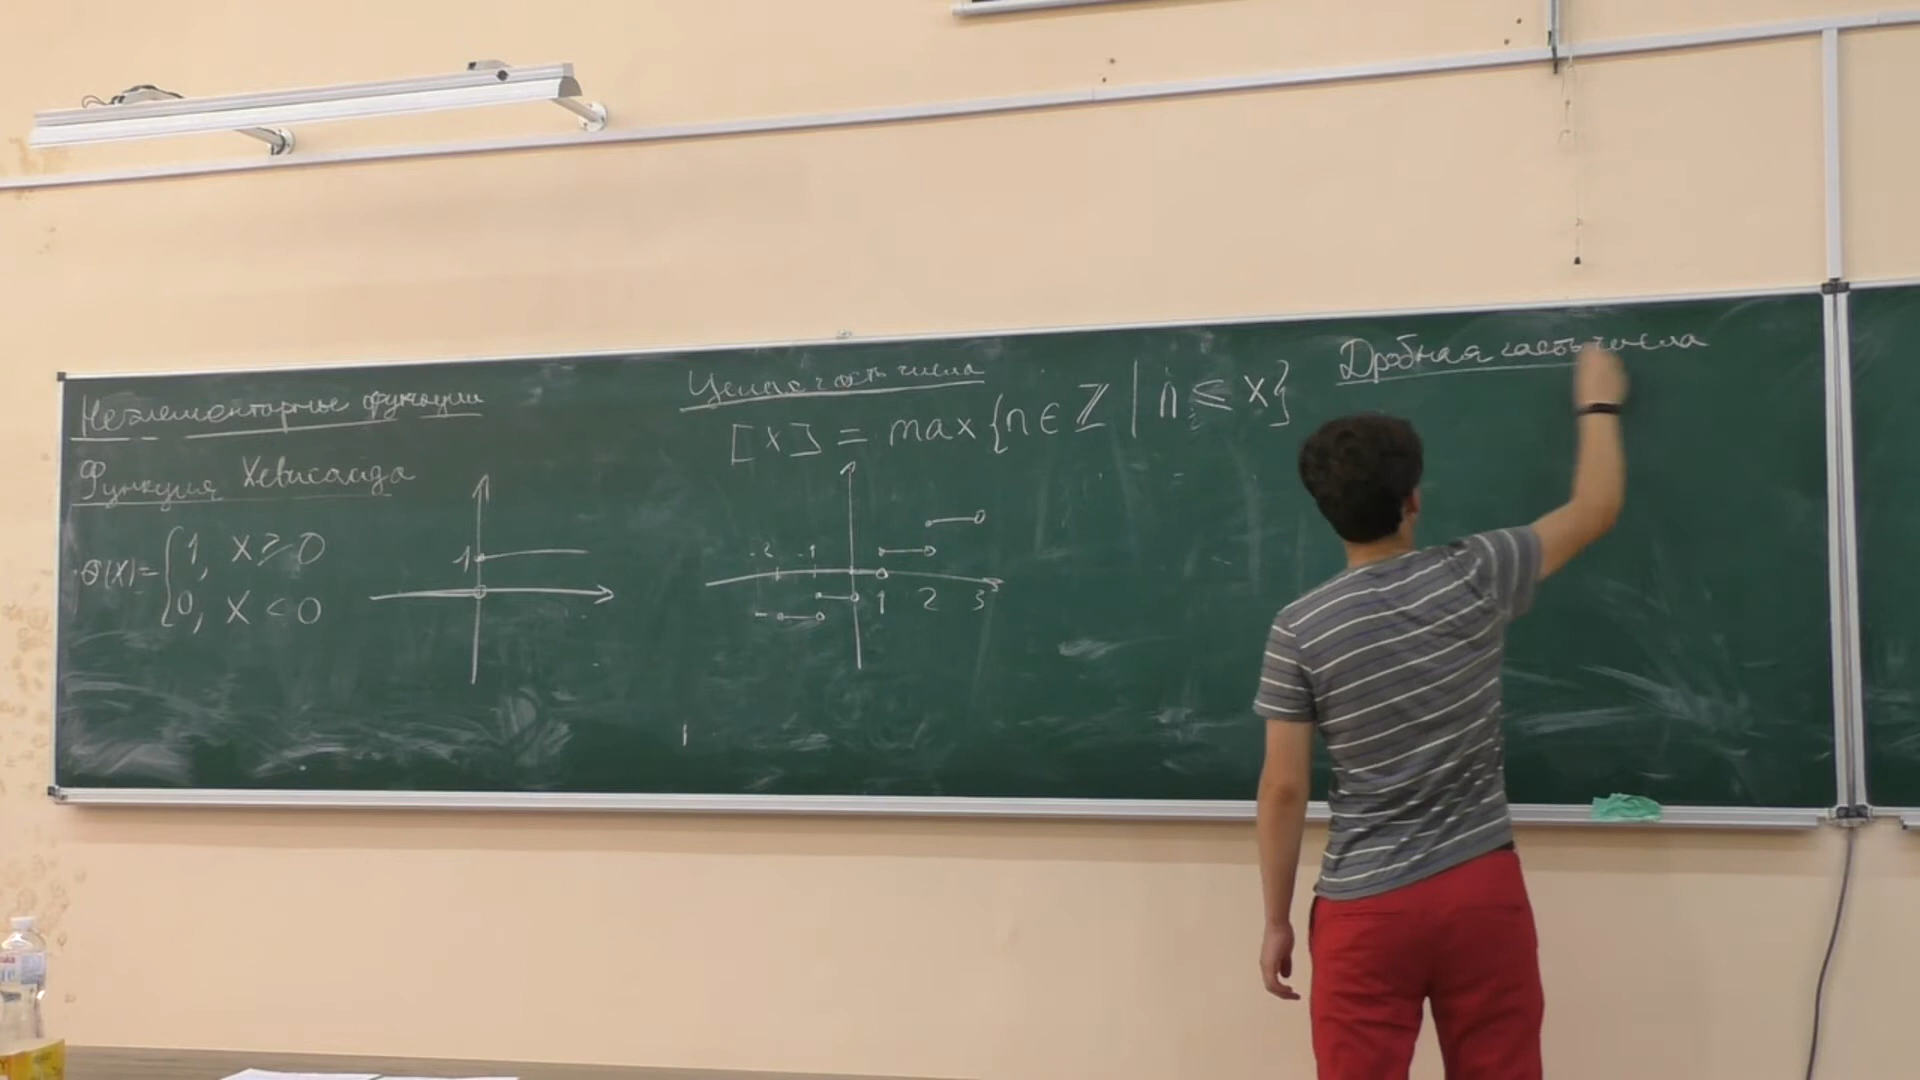 Неэлементарные функции
Функция Хевисайда
θ(x)= { 1, x ≥ 0
0, x < 0
1
Целая часть числа
[x] = max{n ∈ ℤ | n ≤ x}
-2 -1
1 2 3
Дробная часть числа